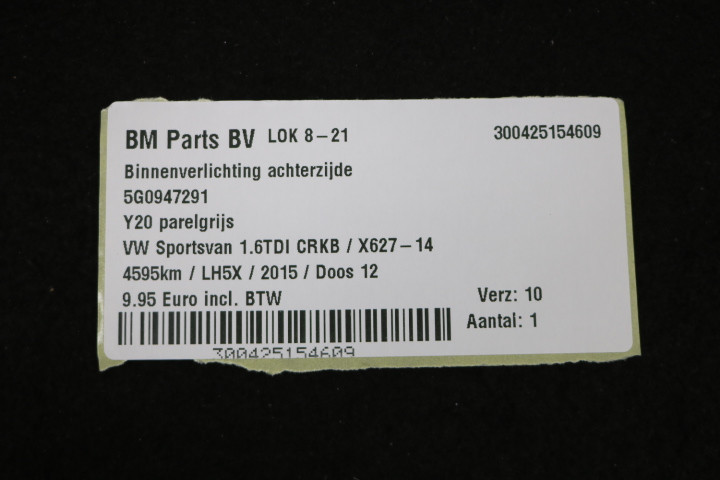 BM Parts BV LOK 8-21 300425154609
Binnenverlichting achterzijde
5G0947291
Y20 parelgrijs
VW Sportsvan 1.6TDI CRKB / X627-14
4595km / LH5X / 2015 / Doos 12
9.95 Euro incl. BTW Verz: 10
Aantal: 1
300425154609